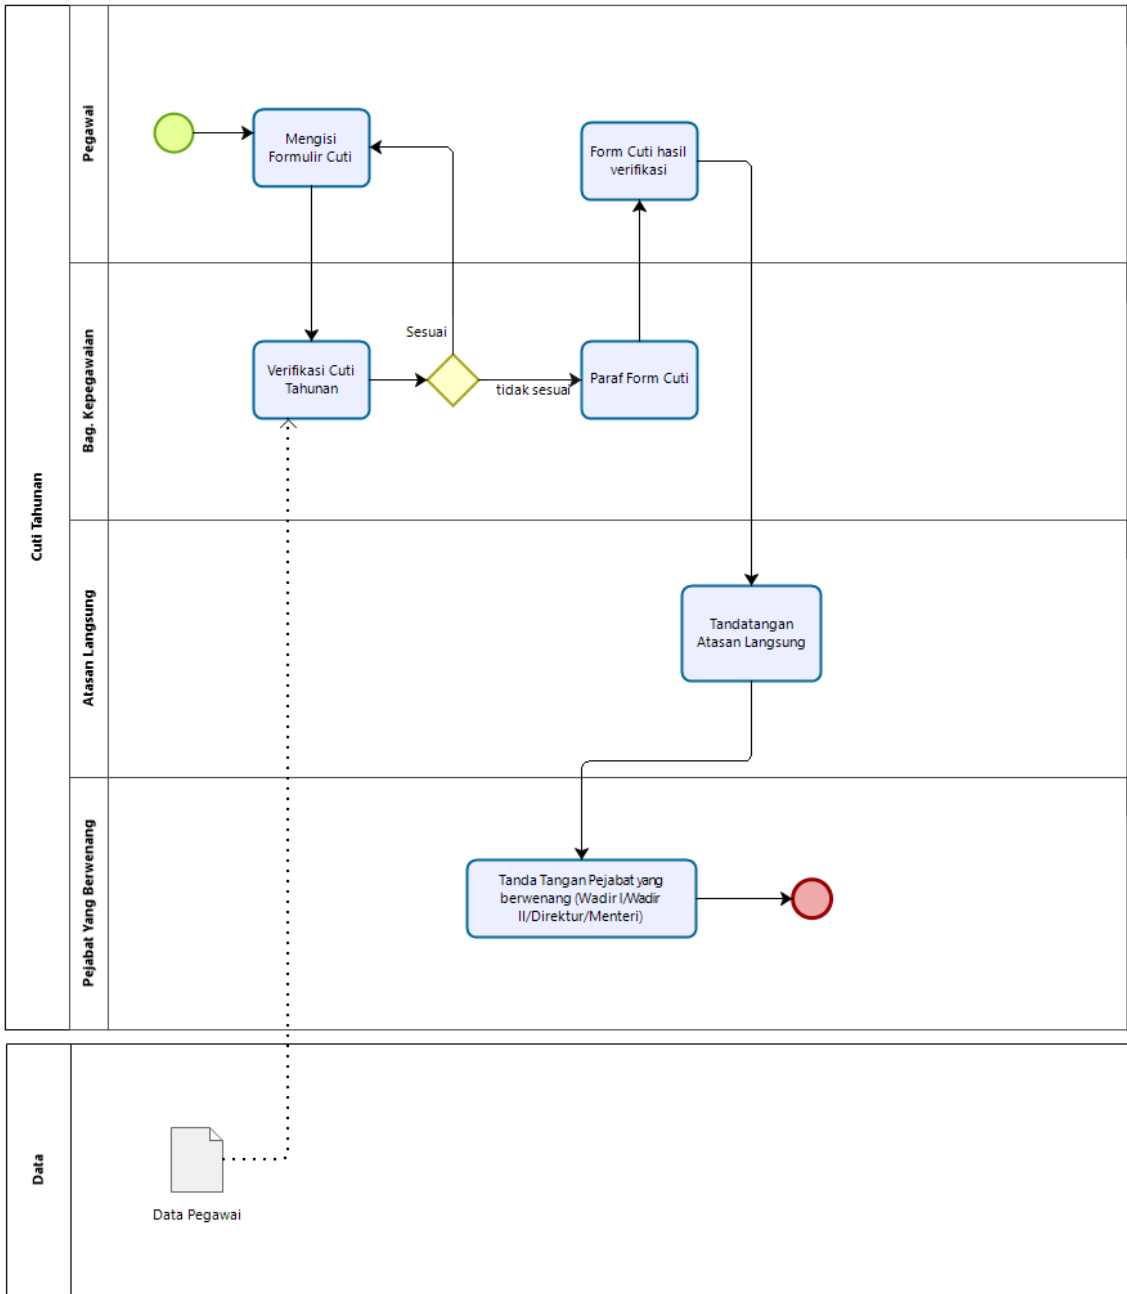 Cuti Tahunan
Pegawai
Mengisi
Formulir Cuti
Form Cuti hasil
verifikasi
Bag. Kepegawaian
Verifikasi Cuti
Tahunan
Sesuai
tidak sesuai
Paraf Form Cuti
Atasan Langsung
Tandatangan
Atasan Langsung
Pejabat Yang Berwenang
Tanda Tangan Pejabat yang
berwenang (Wadir I/Wadir
II/Direktur/Menteri)
Data
Data Pegawai